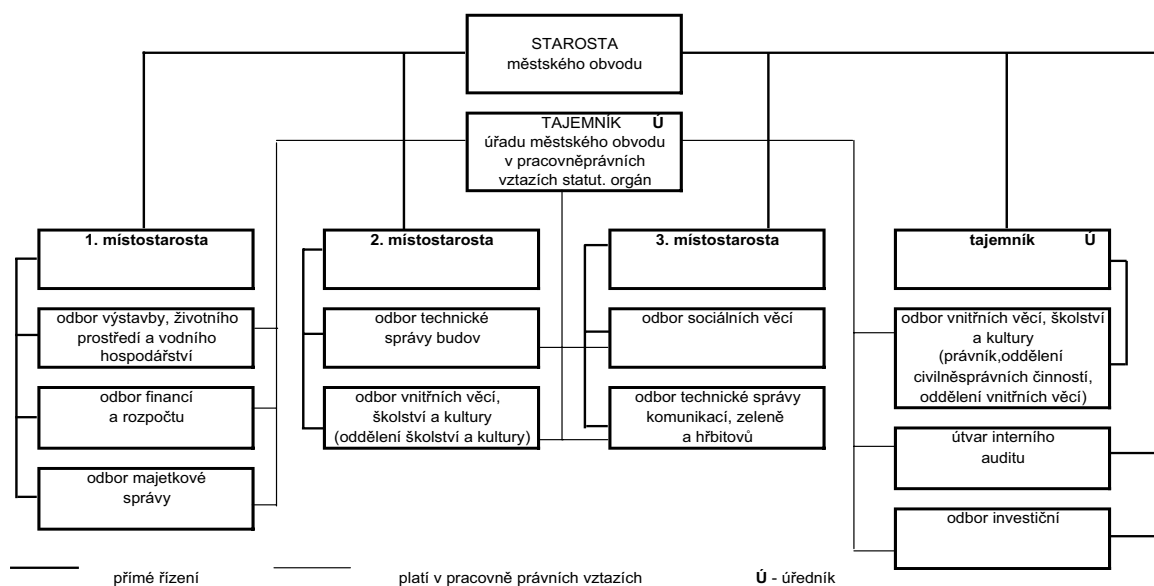 STAROSTA
městského obvodu
TAJEMNÍK Ú
úřadu městského obvodu
v pracovněprávních
vztazích statut. orgán
1. místostarosta
odbor výstavby, životního
prostředí a vodního
hospodářství
odbor financí
a rozpočtu
odbor majetkové
správy
2. místostarosta
odbor technické
správy budov
odbor vnitřních věcí,
školství a kultury
(oddělení školství a kultury)
3. místostarosta
odbor sociálních věcí
odbor technické správy
komunikací, zeleně
a hřbitovů
tajemník Ú
odbor vnitřních věcí, školství
a kultury
(právník,oddělení
civilněsprávních činností,
oddělení vnitřních věcí)
útvar interního
auditu
odbor investiční
přímé řízení
platí v pracovně právních vztazích
Ú - úředník